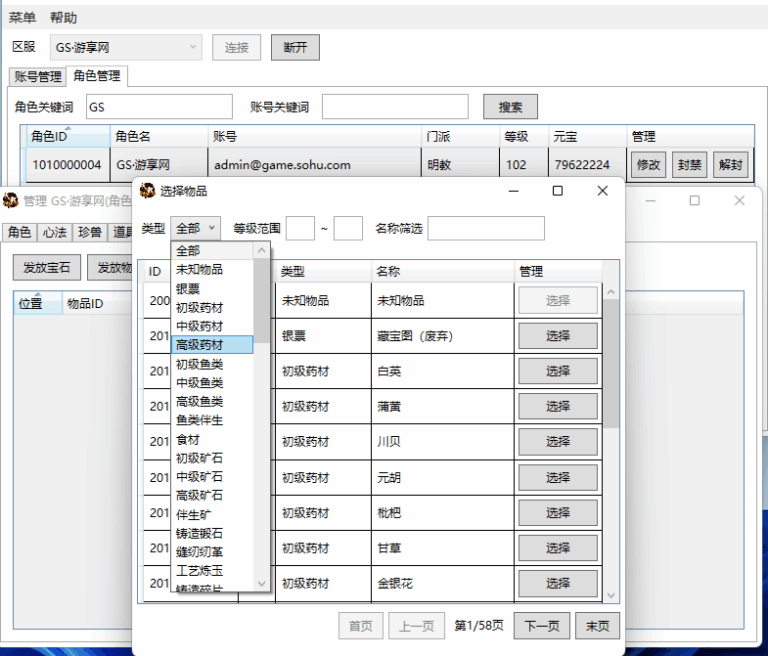 菜单 帮助
区服 GS·游享网 连接 断开
账号管理 角色管理
角色关键词 GS 账号关键词 搜索
角色ID 角色名 账号 门派 等级 元宝 管理
1010000004 GS·游享网 admin@game.sohu.com 明教 102 79622224 修改 封禁 解封
管理 GS·游享网(角色
角色 心法 珍兽
发放宝石 发放物
位置 物品ID
选择物品
类型 全部 等级范围 ~ 名称筛选
全部
未知物品
银票
初级药材
中级药材
高级药材
初级鱼类
中级鱼类
高级鱼类
鱼类伴生
食材
初级矿石
中级矿石
高级矿石
伴生矿
铸造锻石
缝纫纫革
工艺炼玉
铸造碎片
ID 类型 名称 管理
200 未知物品 未知物品 选择
201 银票 藏宝图（废弃） 选择
201 初级药材 白英 选择
201 初级药材 蒲黄 选择
201 初级药材 川贝 选择
201 初级药材 元胡 选择
201 初级药材 枇杷 选择
201 初级药材 甘草 选择
201 初级药材 金银花 选择
首页 上一页 第1/58页 下一页 末页